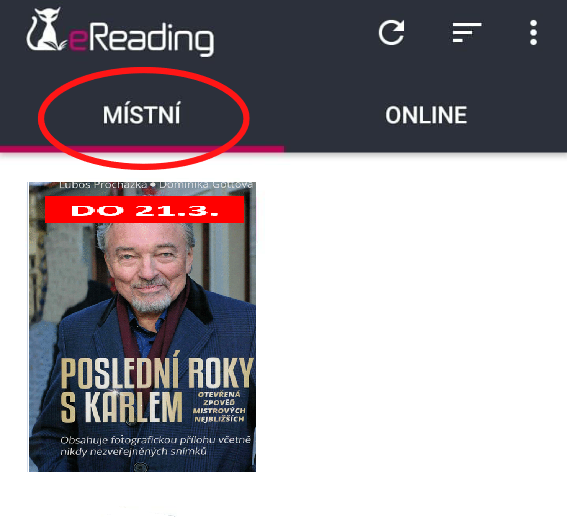 eReading
MÍSTNÍ
ONLINE
Luboš Procházka • Dominika Gottová
DO 21.3.
POSLEDNÍ ROKY
S KARLEM
OTEVŘENÁ
ZPOVĚĎ
MISTROVÝCH
NEJBLIŽŠÍCH
Obsahuje fotografickou přílohu včetně
nikdy nezveřejněných snímků